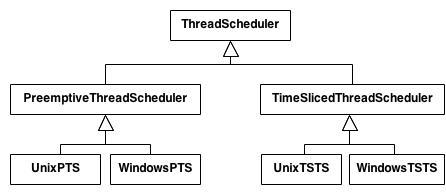 ThreadScheduler
PreemptiveThreadScheduler
TimeSlicedThreadScheduler
UnixPTS
WindowsPTS
UnixTSTS
WindowsTSTS